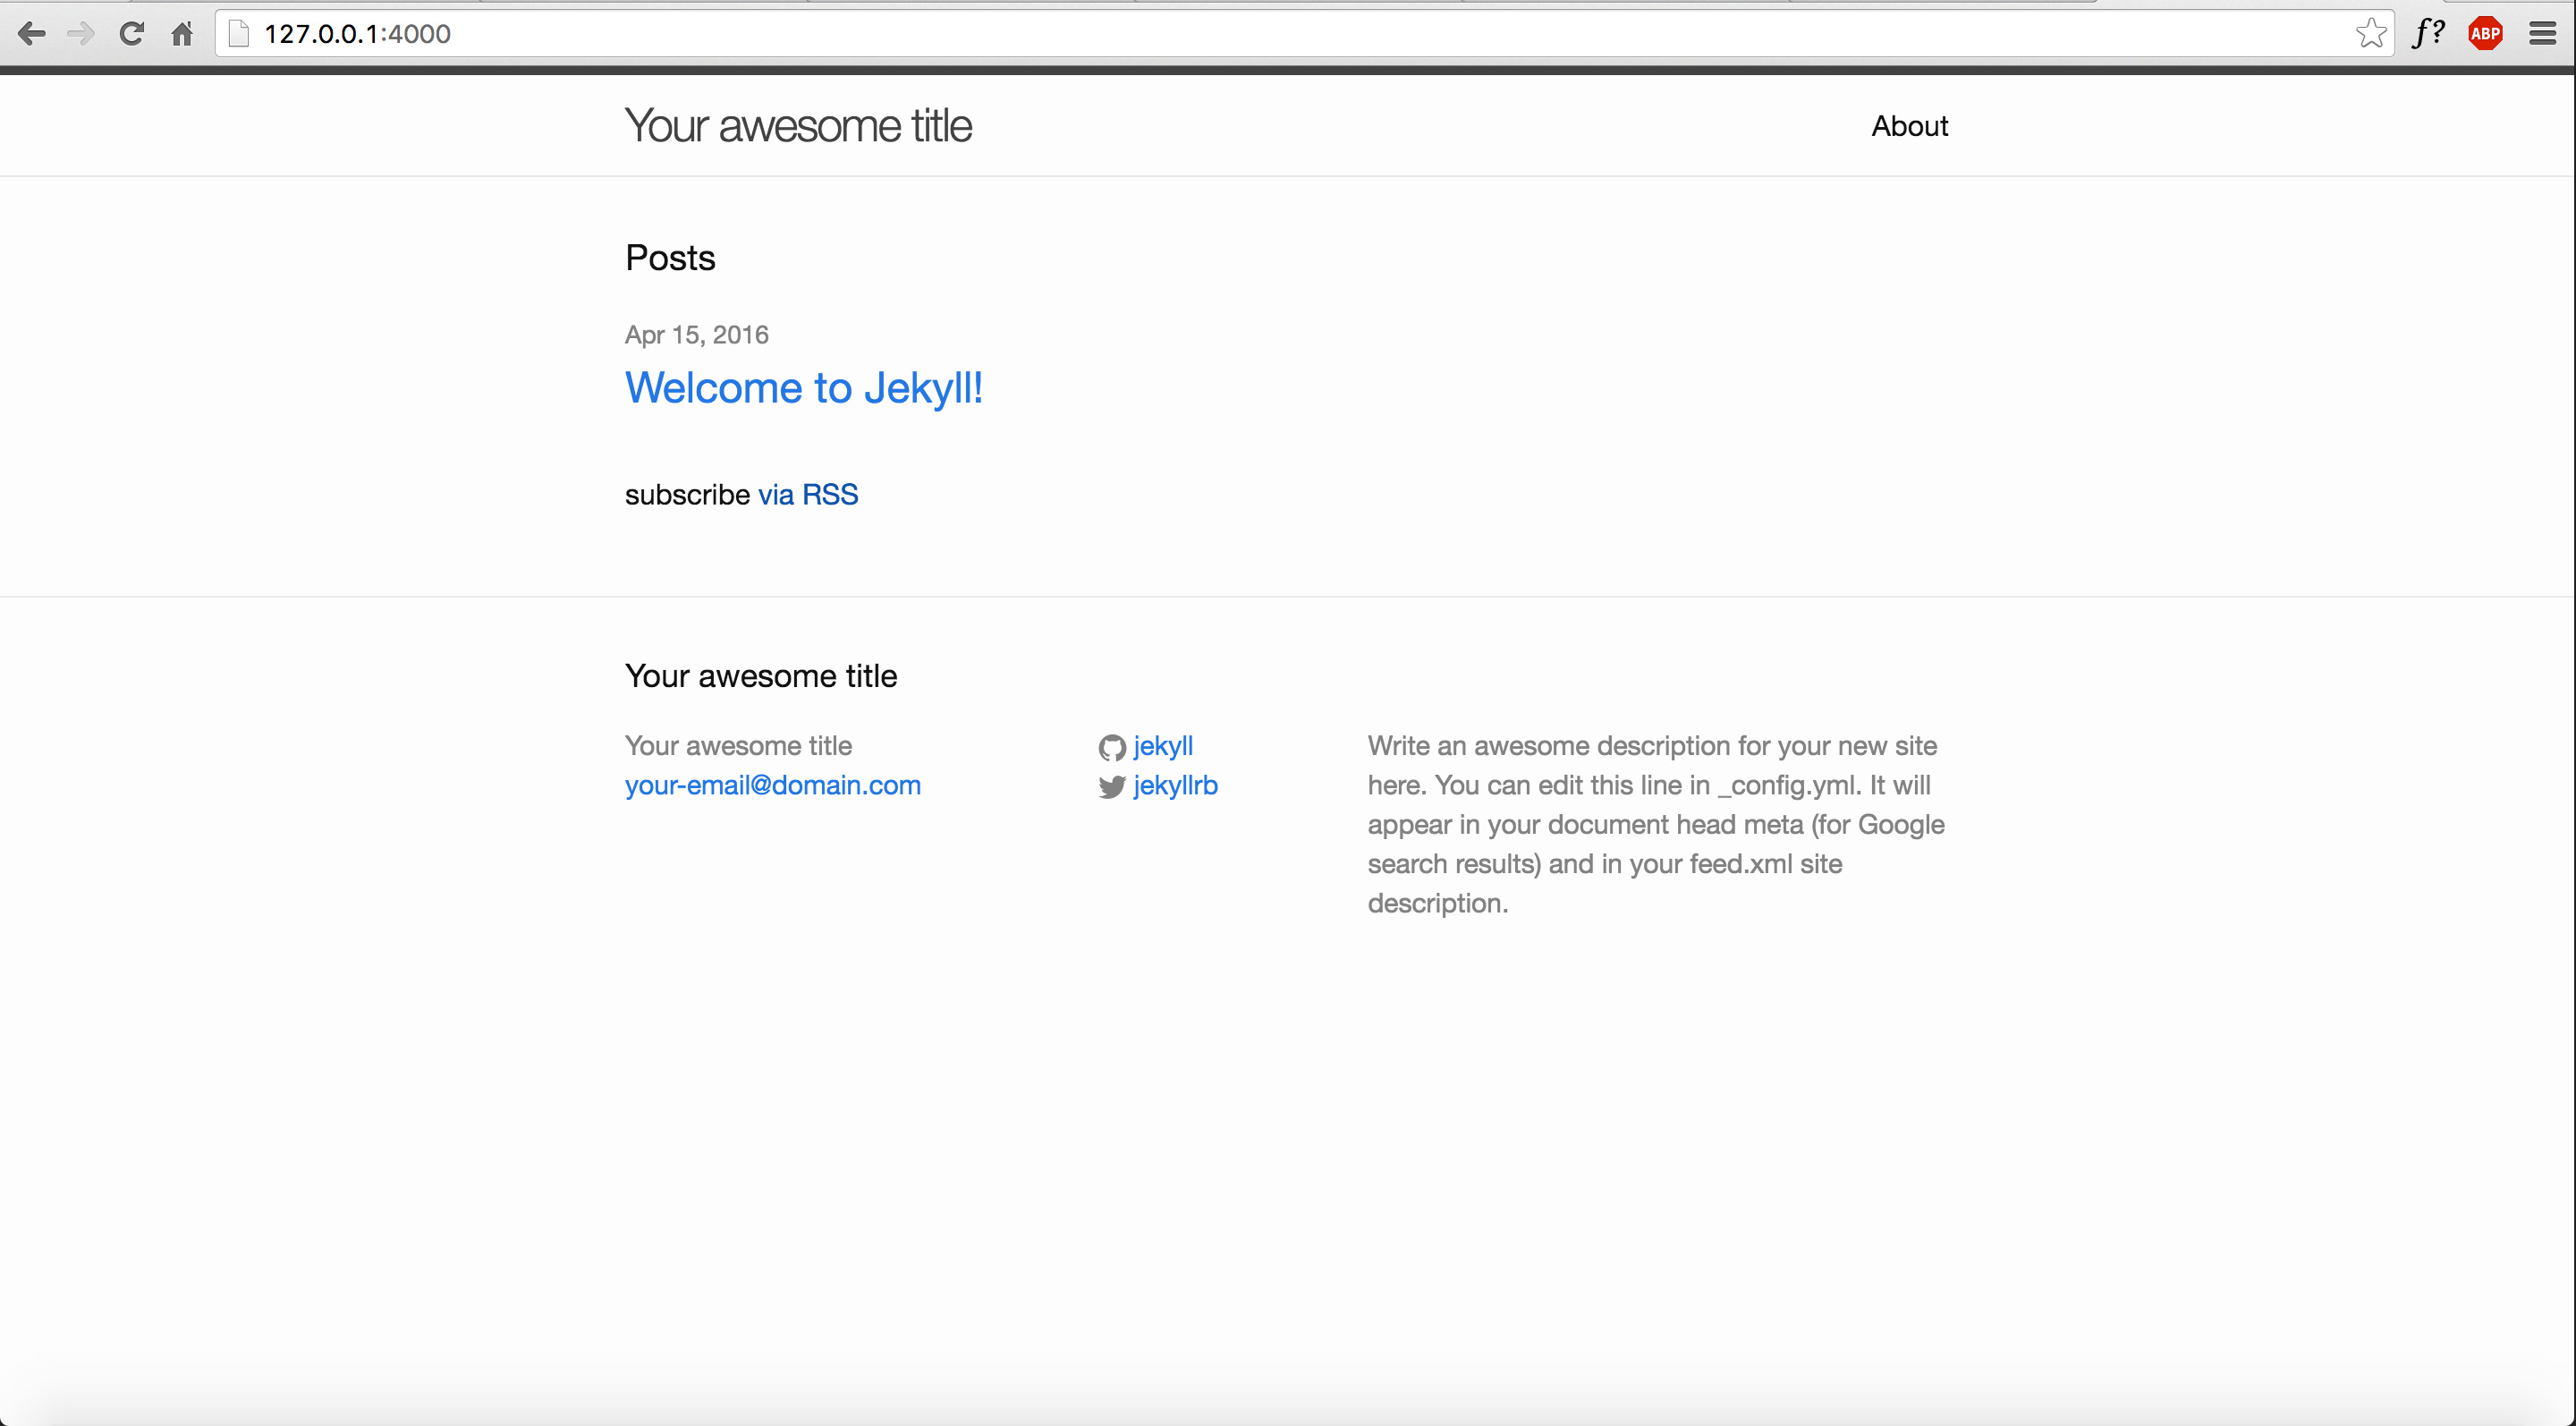 127.0.0.1:4000
f?
ABP
Your awesome title
About
Posts
Apr 15, 2016
Welcome to Jekyll!
subscribe via RSS
Your awesome title
Your awesome title
your-email@domain.com
jekyll
jekyllrb
Write an awesome description for your new site
here. You can edit this line in _config.yml. It will
appear in your document head meta (for Google
search results) and in your feed.xml site
description.